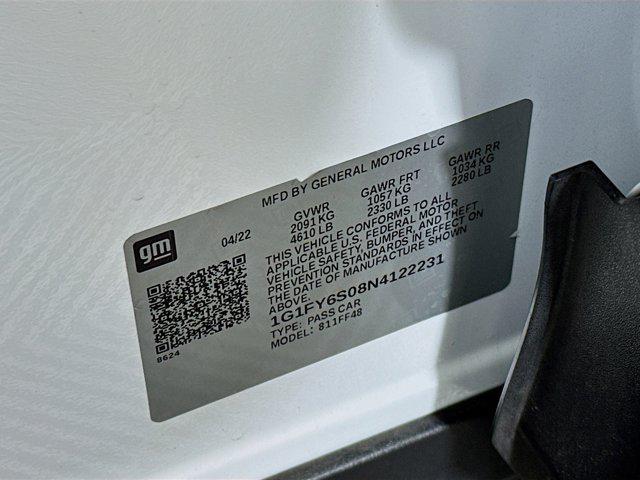 MFD BY GENERAL MOTORS LLC
gm
04/22
GVWR GAWR FRT GAWR RR
2091 KG 1057 KG 1034 KG
4610 LB 2330 LB 2280 LB
THIS VEHICLE CONFORMS TO ALL
APPLICABLE U.S. FEDERAL MOTOR
VEHICLE SAFETY, BUMPER, AND THEFT
PREVENTION STANDARDS IN EFFECT ON
THE DATE OF MANUFACTURE SHOWN
ABOVE.
1G1FY6S08N4122231
TYPE: PASS CAR
MODEL: 811FF48
8624